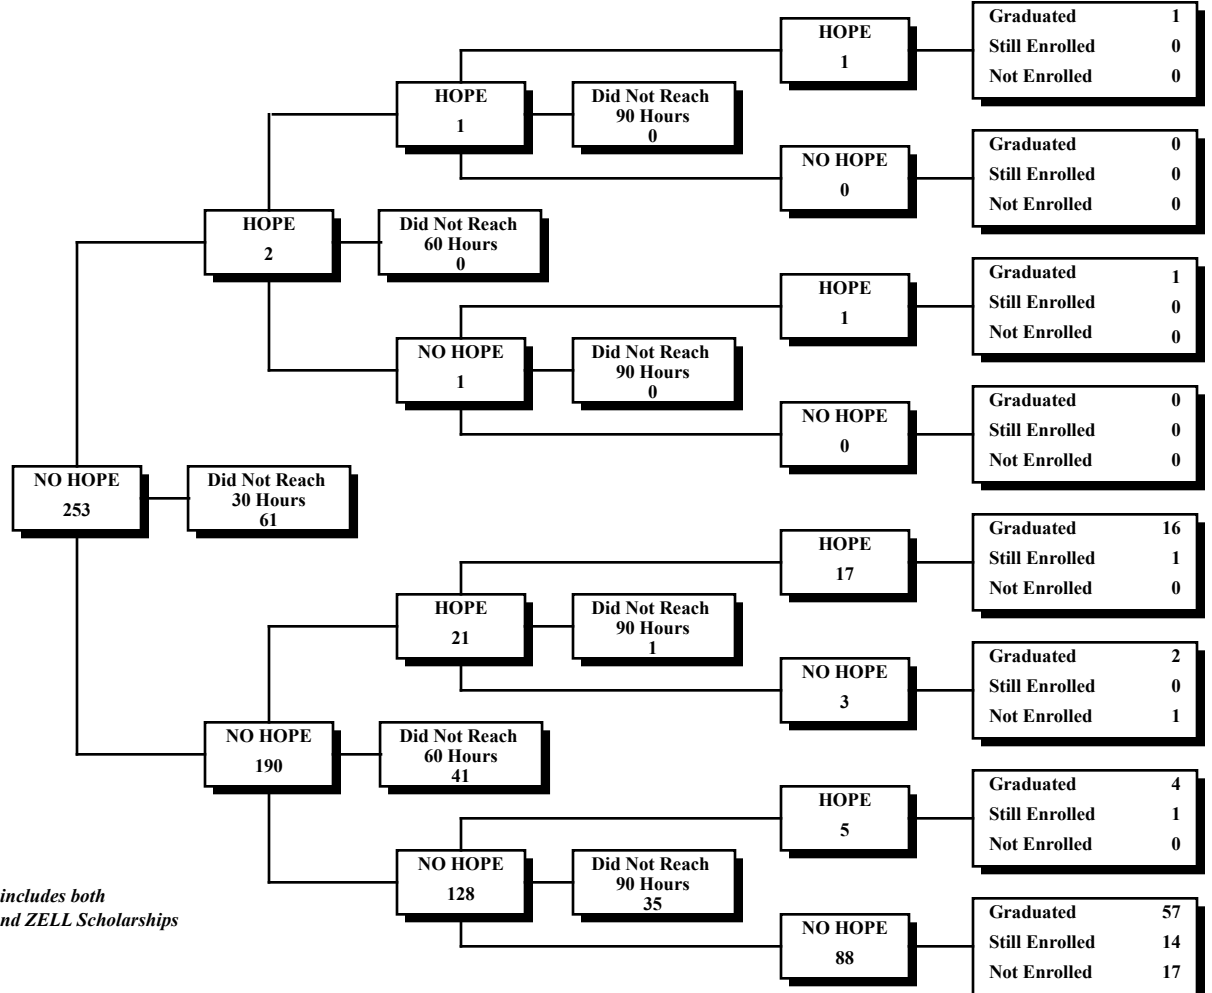 Graduated 1
Still Enrolled 0
Not Enrolled 0
HOPE
1
HOPE
1
Did Not Reach
90 Hours
0
NO HOPE
0
Graduated 0
Still Enrolled 0
Not Enrolled 0
HOPE
2
Did Not Reach
60 Hours
0
HOPE
1
Graduated 1
Still Enrolled 0
Not Enrolled 0
NO HOPE
1
Did Not Reach
90 Hours
0
NO HOPE
0
Graduated 0
Still Enrolled 0
Not Enrolled 0
NO HOPE
253
Did Not Reach
30 Hours
61
HOPE
17
Graduated 16
Still Enrolled 1
Not Enrolled 0
HOPE
21
Did Not Reach
90 Hours
1
NO HOPE
3
Graduated 2
Still Enrolled 0
Not Enrolled 1
NO HOPE
190
Did Not Reach
60 Hours
41
HOPE
5
Graduated 4
Still Enrolled 1
Not Enrolled 0
NO HOPE
128
Did Not Reach
90 Hours
35
NO HOPE
88
Graduated 57
Still Enrolled 14
Not Enrolled 17
includes both
nd ZELL Scholarships